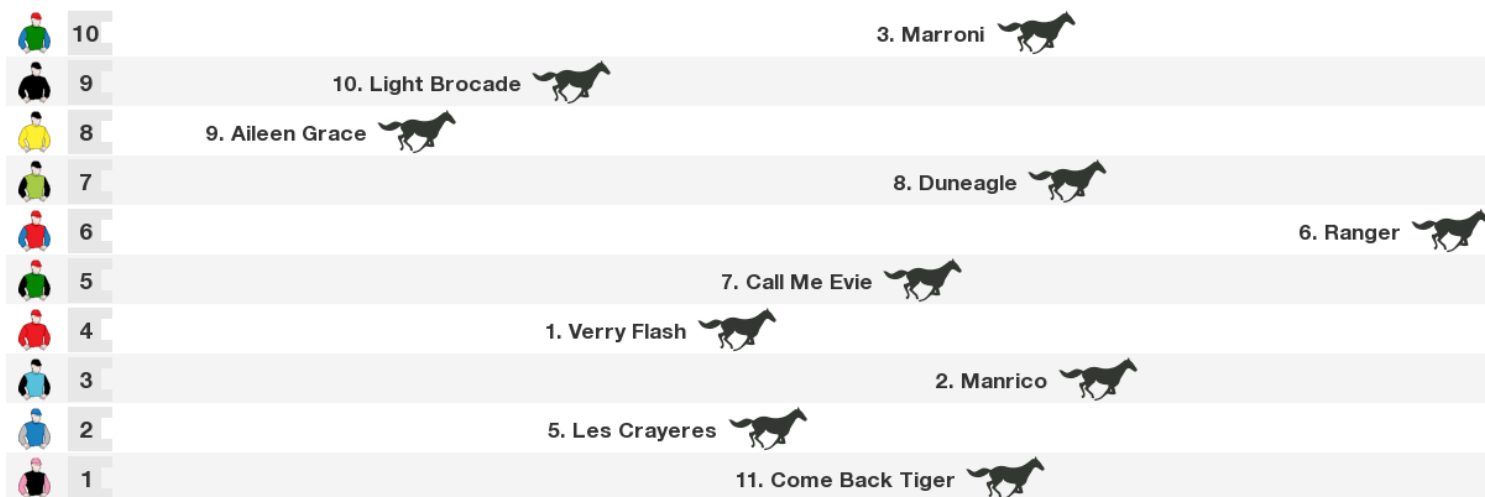 10 3. Marroni
9 10. Light Brocade
8 9. Aileen Grace
7 8. Duneagle
6 6. Ranger
5 7. Call Me Evie
4 1. Verry Flash
3 2. Manrico
2 5. Les Crayeres
1 11. Come Back Tiger